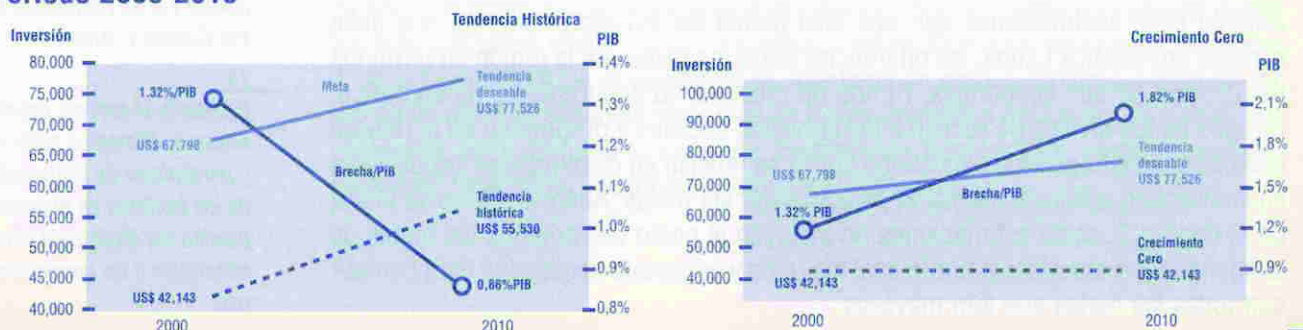 Tendencia Histórica
Inversión
PIB
80,000
75,000
70,000
65,000
60,000
55,000
50,000
45,000
40,000
1,4%
1,3%
1,2%
1,1%
1,0%
0,9%
0,8%
1.32%/PIB
Meta
Tendencia
deseable
US$ 77,526
US$ 67.798
Brecha/PIB
Tendencia
histórica
US$ 55,530
US$ 42,143
0,86%PIB
2000
2010
Crecimiento Cero
Inversión
PIB
100,000
90,000
80,000
70,000
60,000
50,000
40,000
2,1%
1,8%
1,5%
1,2%
0,9%
1.82% PIB
US$ 67,798
Tendencia
deseable
US$ 77,526
1.32% PIB
Brecha/PIB
Crecimiento
Cero
US$ 42,143
US$ 42,143
2000
2010